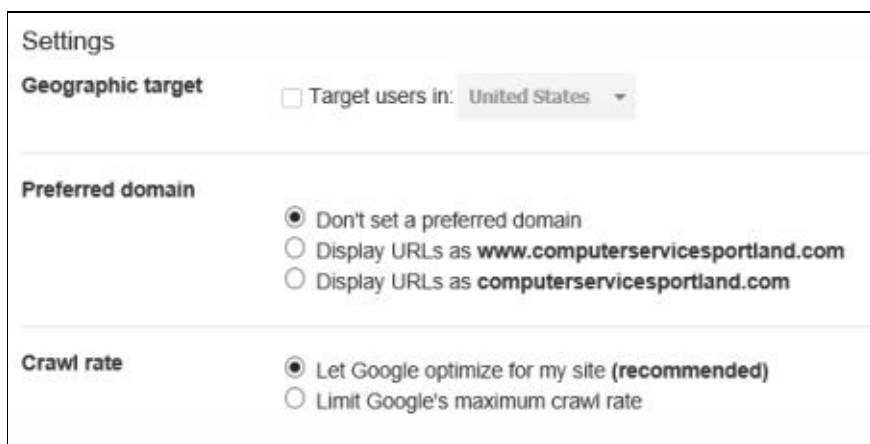 Settings
Geographic target
Target users in: United States
Preferred domain
Don't set a preferred domain
Display URLs as www.computerservicesportland.com
Display URLs as computerservicesportland.com
Crawl rate
Let Google optimize for my site (recommended)
Limit Google's maximum crawl rate